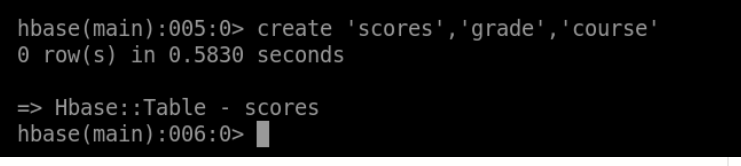 hbase(main):005:0> create 'scores','grade','course'
0 row(s) in 0.5830 seconds
=> Hbase::Table - scores
hbase(main):006:0>